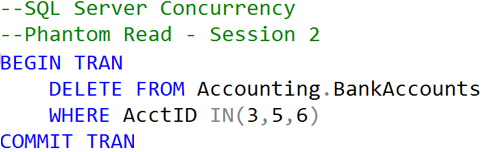 --SQL Server Concurrency
--Phantom Read - Session 2
BEGIN TRAN
    DELETE FROM Accounting.BankAccounts
    WHERE AcctID IN(3,5,6)
COMMIT TRAN